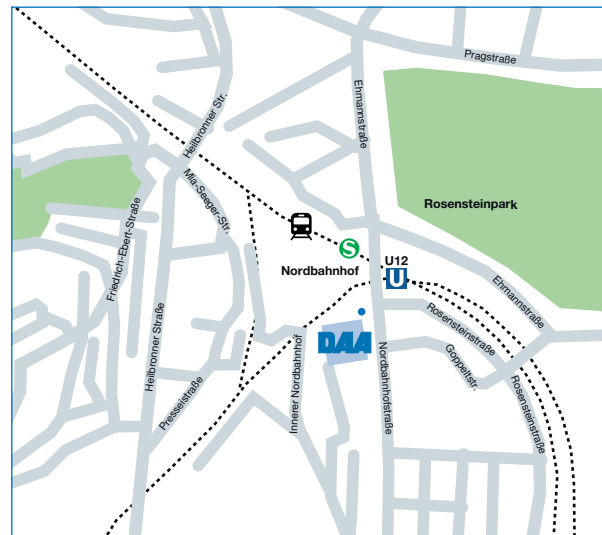 Pragstraße
Ehmannstraße
Heilbronner Str.
Mia-Seeger-Str.
Rosensteinpark
Friedrich-Ebert-Straße
S
Nordbahnhof
U12
U
Ehmannstraße
Rosensteinstraße
DAA
Heilbronner Straße
Innerer Nordbahnhof
Nordbahnhofstraße
Goppeltstr.
Presselstraße
Rosensteinstraße